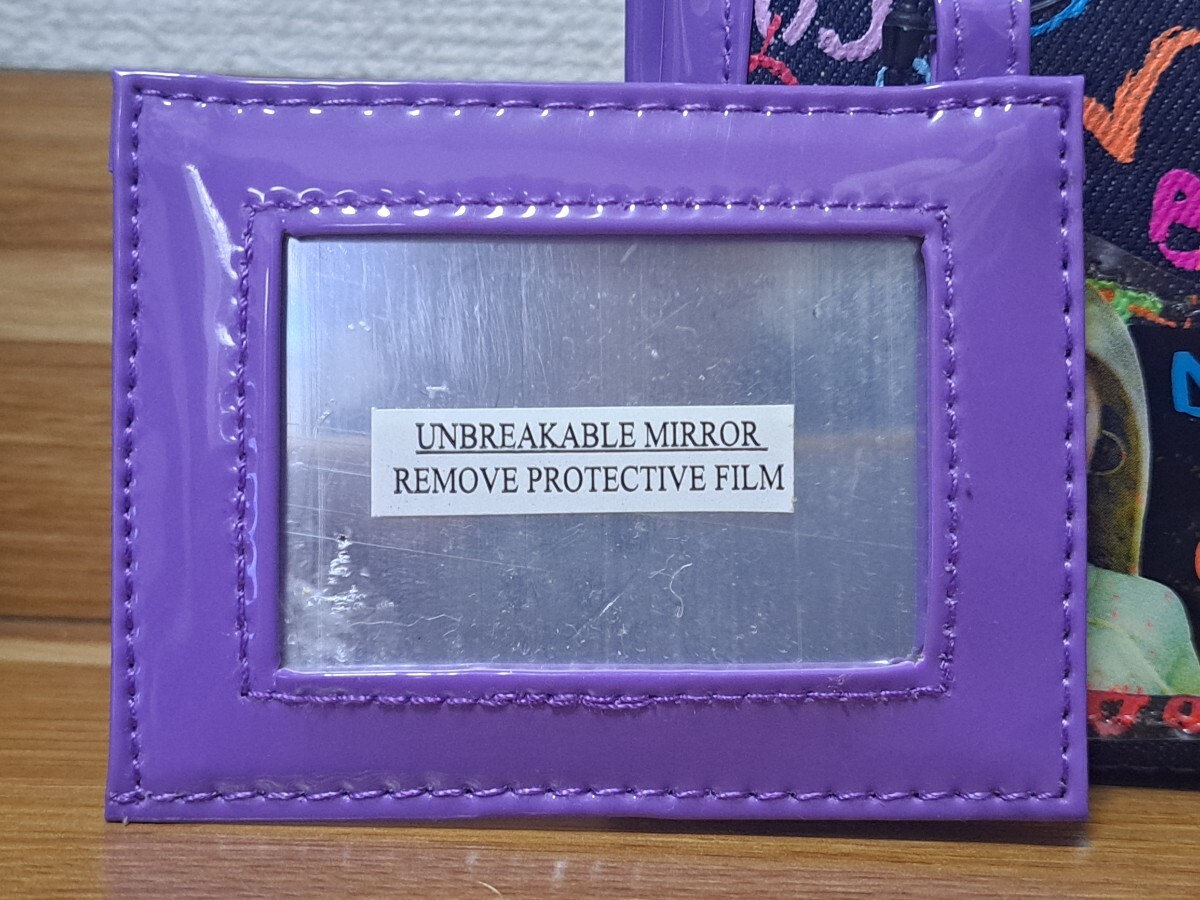 UNBREAKABLE MIRROR
REMOVE PROTECTIVE FILM